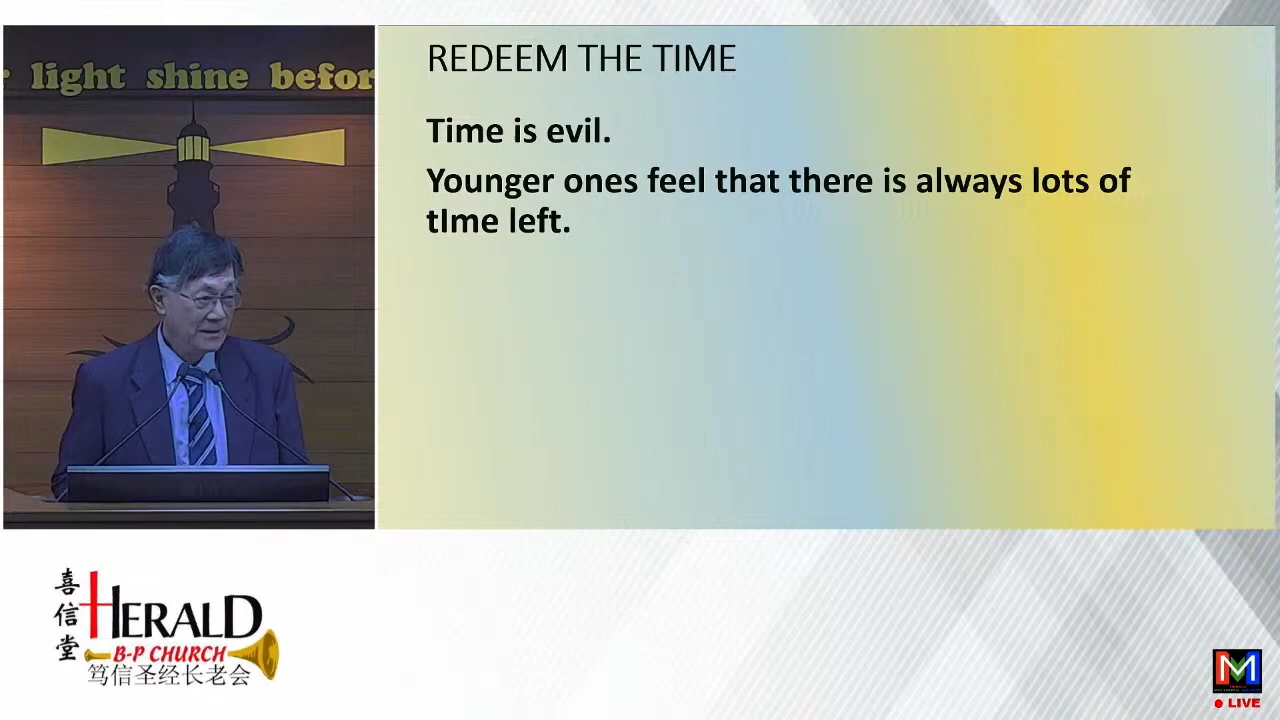 r light shine befor
REDEEM THE TIME
Time is evil.
Younger ones feel that there is always lots of
tIme left.
喜信堂
HERALD
B-P CHURCH
笃信圣经长老会
LIVE